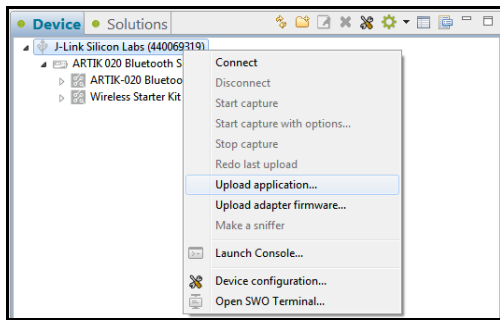 Device
Solutions
J-Link Silicon Labs (440069319)
ARTIK 020 Bluetooth S
ARTIK-020 Bluetoo
Wireless Starter Kit
Connect
Disconnect
Start capture
Start capture with options...
Stop capture
Redo last upload
Upload application...
Upload adapter firmware...
Make a sniffer
Launch Console...
Device configuration...
Open SWO Terminal...